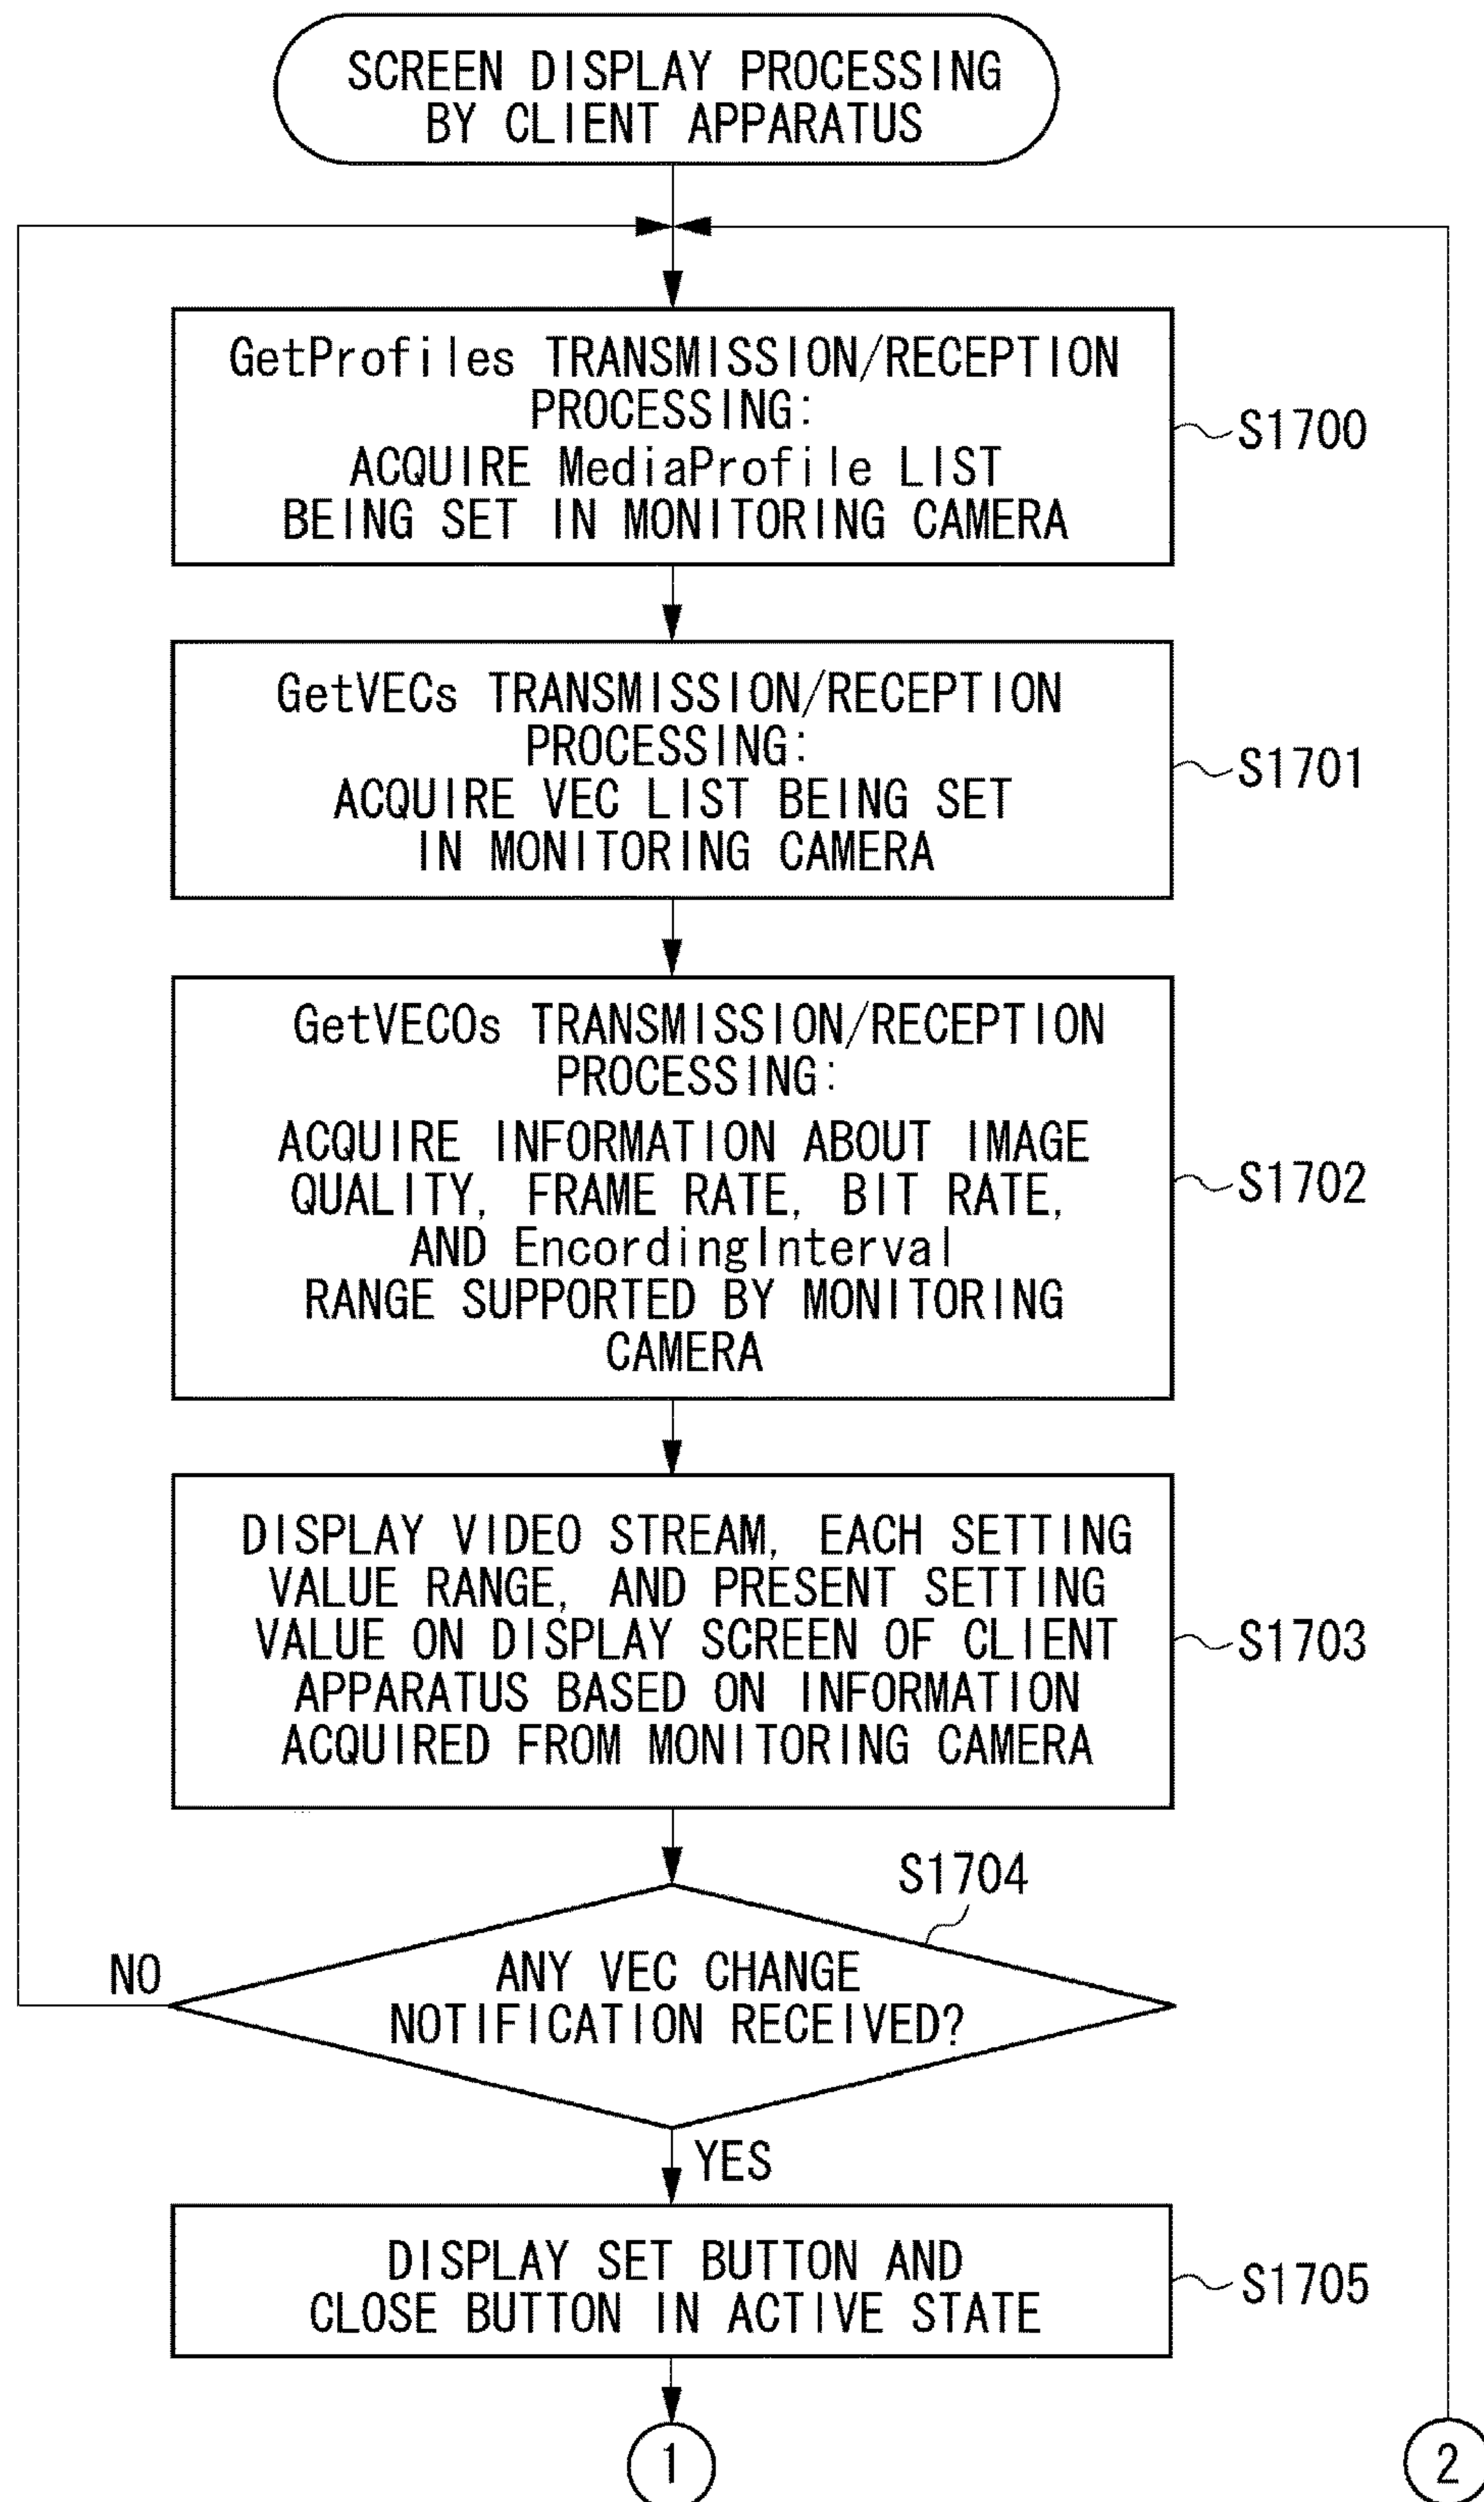 SCREEN DISPLAY PROCESSING
BY CLIENT APPARATUS
GetProfiles TRANSMISSION/RECEPTION
PROCESSING:
ACQUIRE MediaProfile LIST
BEING SET IN MONITORING CAMERA
S1700
GetVECs TRANSMISSION/RECEPTION
PROCESSING:
ACQUIRE VEC LIST BEING SET
IN MONITORING CAMERA
S1701
GetVECOs TRANSMISSION/RECEPTION
PROCESSING:
ACQUIRE INFORMATION ABOUT IMAGE
QUALITY, FRAME RATE, BIT RATE,
AND EncordingInterval
RANGE SUPPORTED BY MONITORING
CAMERA
S1702
DISPLAY VIDEO STREAM, EACH SETTING
VALUE RANGE, AND PRESENT SETTING
VALUE ON DISPLAY SCREEN OF CLIENT
APPARATUS BASED ON INFORMATION
ACQUIRED FROM MONITORING CAMERA
S1703
S1704
ANY VEC CHANGE
NOTIFICATION RECEIVED?
NO
YES
DISPLAY SET BUTTON AND
CLOSE BUTTON IN ACTIVE STATE
S1705
1
2